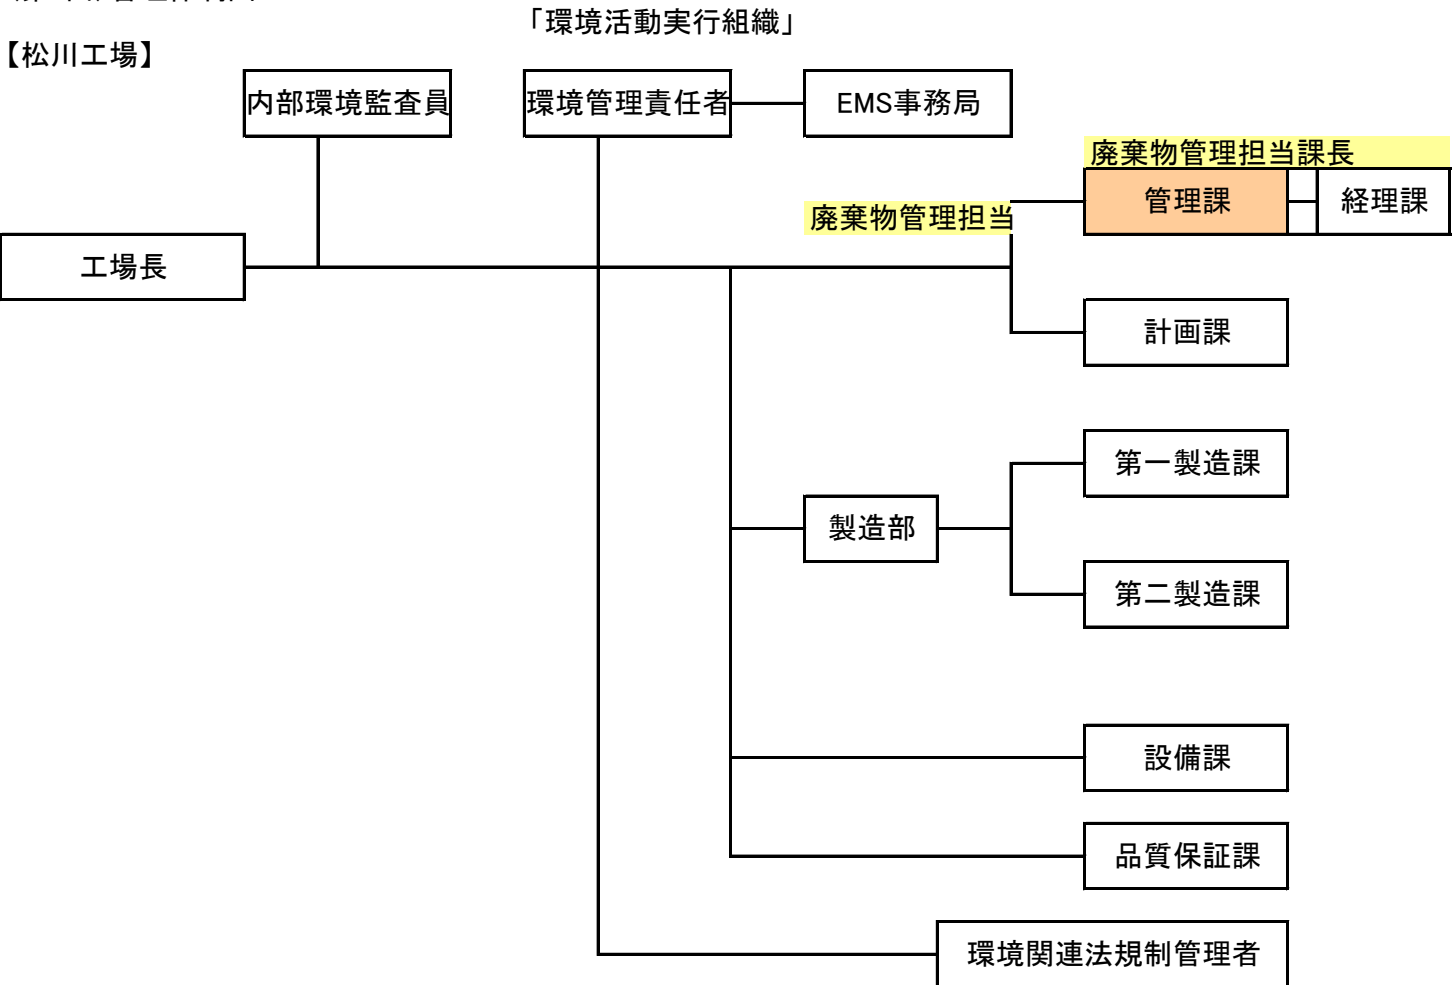 「環境活動実行組織」
【松川工場】
内部環境監査員
環境管理責任者
EMS事務局
廃棄物管理担当課長
管理課
経理課
廃棄物管理担当
工場長
計画課
第一製造課
製造部
第二製造課
設備課
品質保証課
環境関連法規制管理者